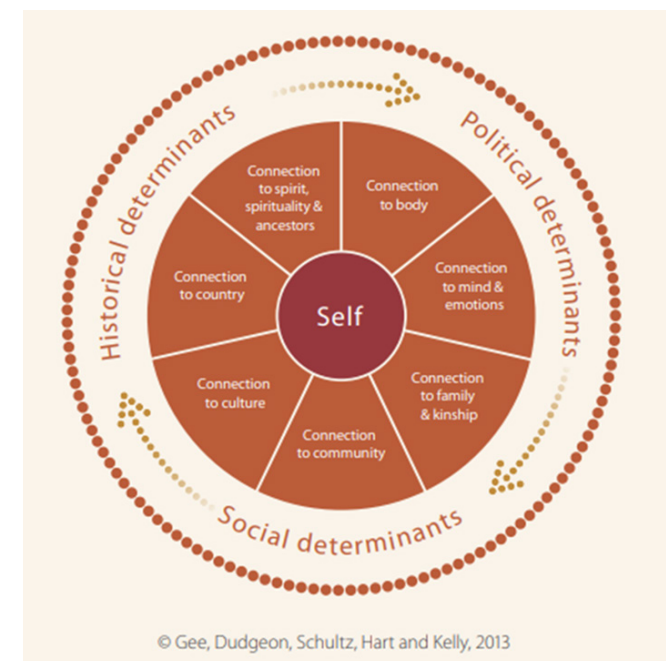 Historical determinants
Political determinants
Connection
to spirit,
spirituality &
ancestors
Connection
to body
Connection
to country
Self
Connection
to mind &
emotions
Connection
to culture
Connection
to family
& kinship
Connection
to community
Social determinants
© Gee, Dudgeon, Schultz, Hart and Kelly, 2013